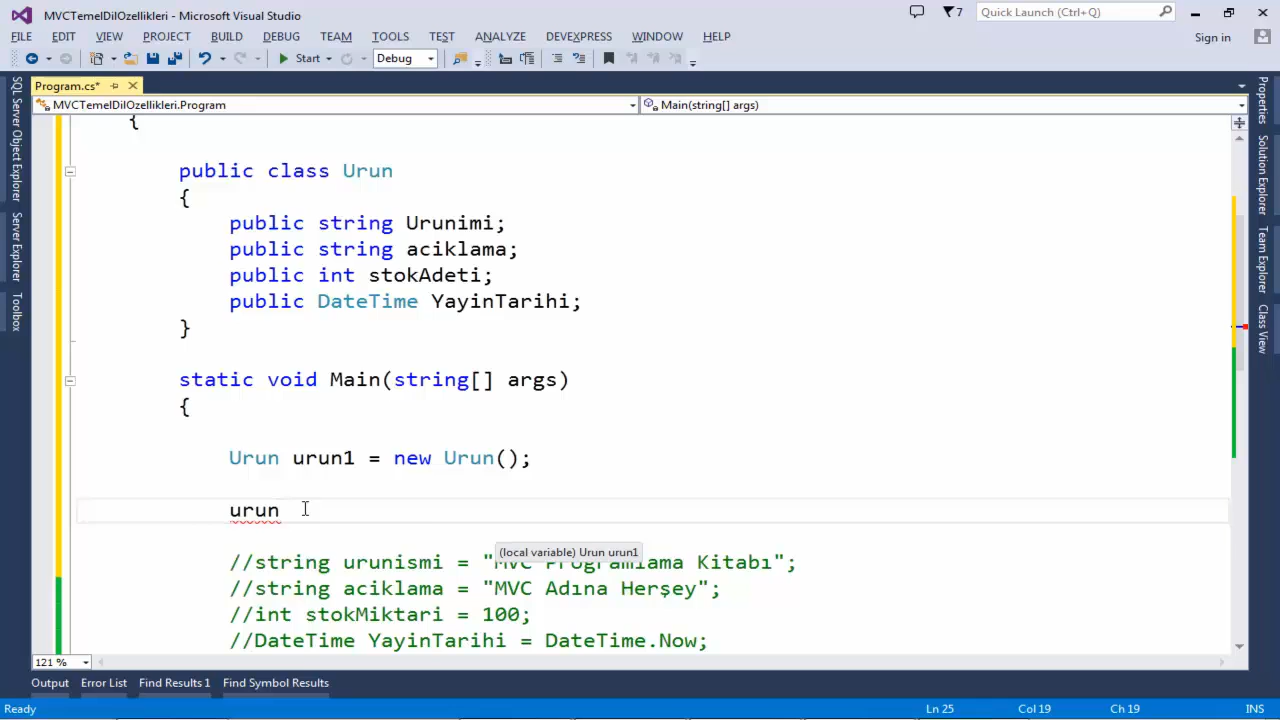 MVCTemelDilOzellikleri - Microsoft Visual Studio
7
Quick Launch (Ctrl+Q)
FILE EDIT VIEW PROJECT BUILD DEBUG TEAM TOOLS TEST ANALYZE DEVEXPRESS WINDOW HELP
Sign in
Start Debug
Program.cs*
MVCTemelDilOzellikleri.Program
Main(string[] args)
SQL Server Object Explorer
Server Explorer
Toolbox
{
public class Urun
{
public string Urunimi;
public string aciklama;
public int stokAdeti;
public DateTime YayinTarihi;
}
static void Main(string[] args)
{
Urun urun1 = new Urun();
urun
(local variable) Urun urun1
//string urunismi = "MVC Programlama Kitabı";
//string aciklama = "MVC Adına Herşey";
//int stokMiktari = 100;
//DateTime YayinTarihi = DateTime.Now;
Properties
Solution Explorer
Team Explorer
Class View
121 %
Output Error List Find Results 1 Find Symbol Results
Ready
Ln 25 Col 19 Ch 19 INS